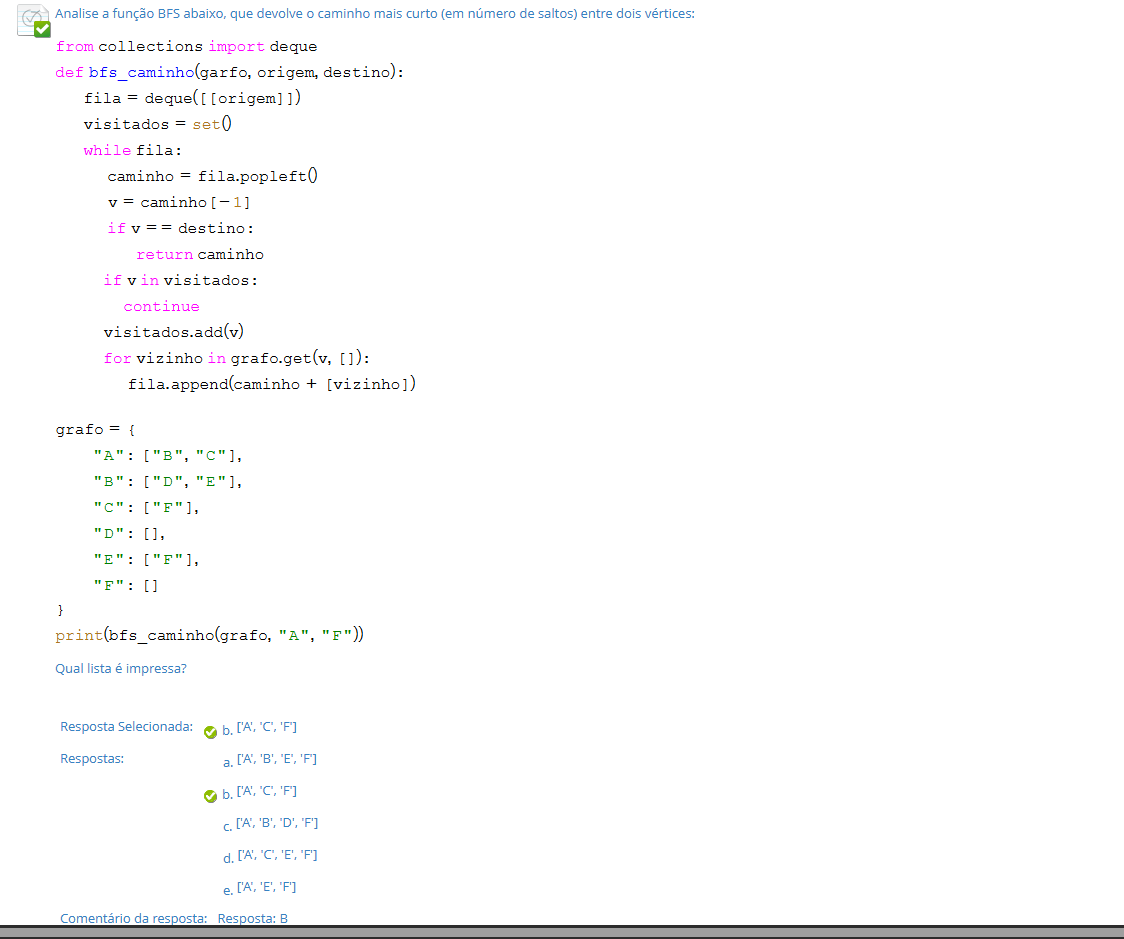 Analise a função BFS abaixo, que devolve o caminho mais curto (em número de saltos) entre dois vértices:
from collections import deque
def bfs_caminho(garfo, origem, destino):
fila = deque([[origem]])
visitados = set()
while fila:
caminho = fila.popleft()
v = caminho[-1]
if v == destino:
return caminho
if v in visitados:
continue
visitados.add(v)
for vizinho in grafo.get(v, []):
fila.append(caminho + [vizinho])
grafo = {
"A": ["B", "C"],
"B": ["D", "E"],
"C": ["F"],
"D": [],
"E": ["F"],
"F": []
}
print(bfs_caminho(grafo, "A", "F"))
Qual lista é impressa?
Resposta Selecionada: b. ['A', 'C', 'F']
Respostas: a. ['A', 'B', 'E', 'F']
b. ['A', 'C', 'F']
c. ['A', 'B', 'D', 'F']
d. ['A', 'C', 'E', 'F']
e. ['A', 'E', 'F']
Comentário da resposta: Resposta: B